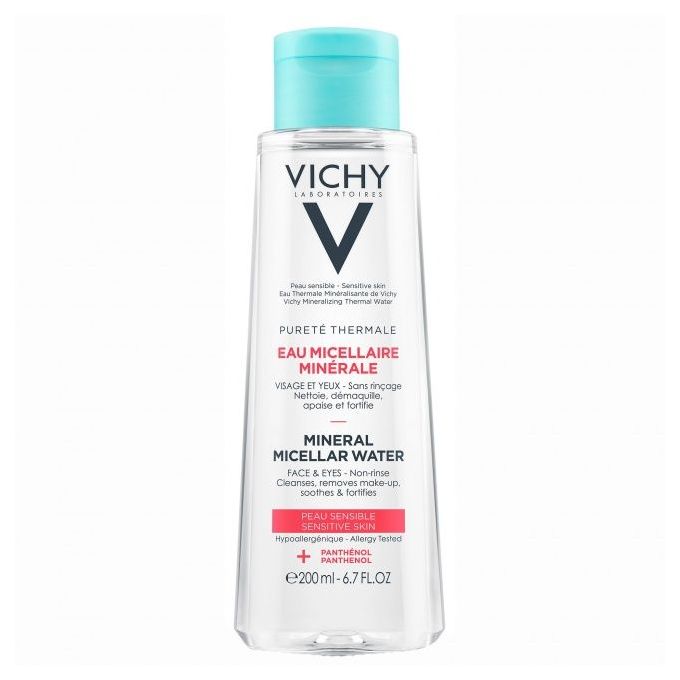 VICHY
LABORATOIRES
V
Peau sensible - Sensitive skin
Eau Thermale Minéralisante de Vichy
Vichy Mineralizing Thermal Water
PURETÉ THERMALE
EAU MICELLAIRE
MINÉRALE
VISAGE ET YEUX - Sans rinçage
Nettoie, démaquille,
apaise et fortifie
MINERAL
MICELLAR WATER
FACE & EYES - Non-rinse
Cleanses, removes make-up,
soothes & fortifies
PEAU SENSIBLE
SENSITIVE SKIN
Hypoallergénique - Allergy Tested
+ PANTHÉNOL
PANTHENOL
℮200 ml - 6.7 FL.OZ